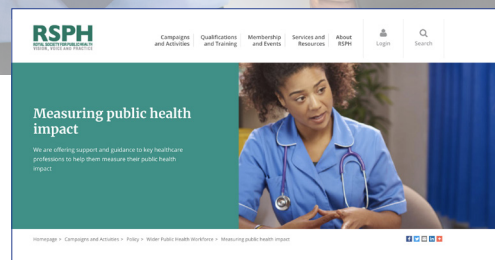 RSPH
ROYAL SOCIETY FOR PUBLIC HEALTH
VISION, VOICE AND PRACTICE
Campaigns and Activities
Qualifications and Training
Membership and Events
Services and Resources
About RSPH
Login
Search
Measuring public health
impact
We are offering support and guidance to key healthcare
professions to help them measure their public health
impact
Homepage > Campaigns and Activities > Policy > Wider Public Health Workforce > Measuring public health impact